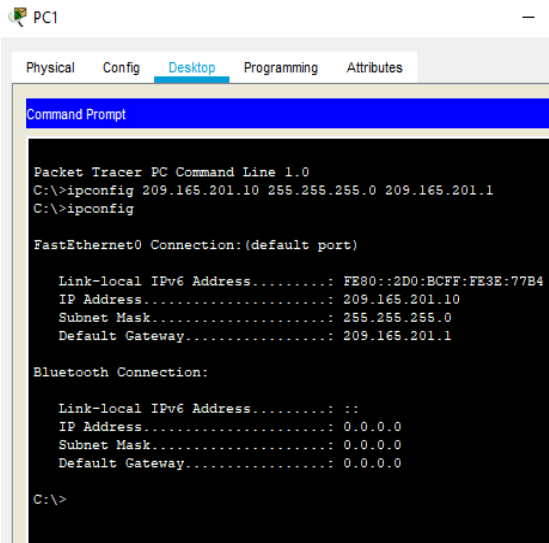 PC1
Physical Config Desktop Programming Attributes
Command Prompt
Packet Tracer PC Command Line 1.0
C:\>ipconfig 209.165.201.10 255.255.255.0 209.165.201.1
C:\>ipconfig
FastEthernet0 Connection:(default port)
Link-local IPv6 Address.........: FE80::2D0:BCFF:FE3E:77B4
IP Address......................: 209.165.201.10
Subnet Mask.....................: 255.255.255.0
Default Gateway.................: 209.165.201.1
Bluetooth Connection:
Link-local IPv6 Address.........: ::
IP Address......................: 0.0.0.0
Subnet Mask.....................: 0.0.0.0
Default Gateway.................: 0.0.0.0
C:\>